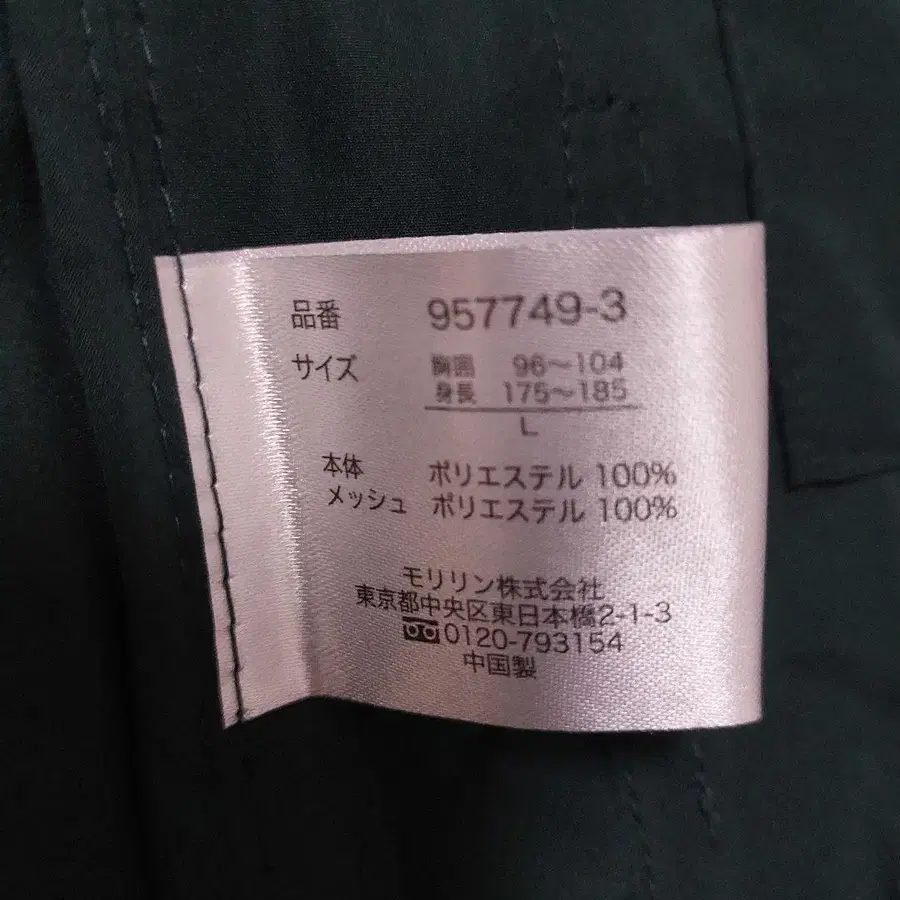 品番 957749-3
サイズ 胸囲 96～104
身長 175～185
L
本体 ポリエステル 100%
メッシュ ポリエステル 100%
モリリン株式会社
東京都中央区東日本橋2-1-3
0120-793154
中国製